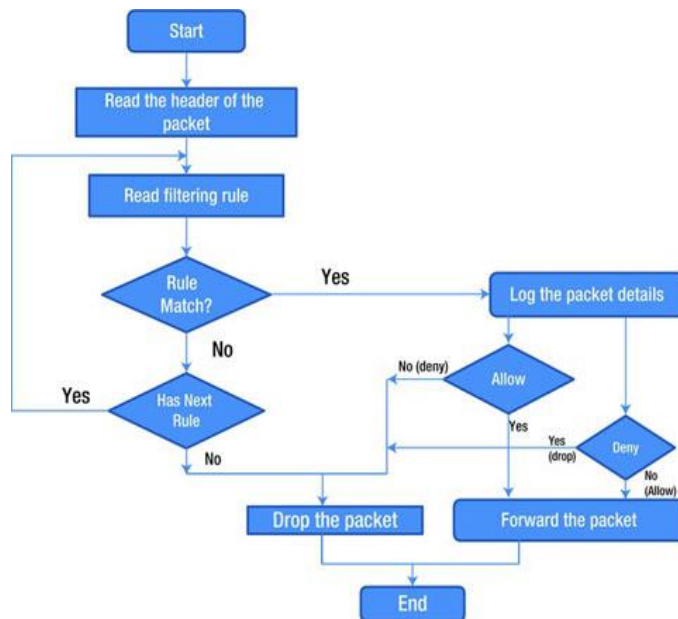 Start
Read the header of the
packet
Read filtering rule
Rule
Match?
Yes
Log the packet details
No
No (deny)
Allow
Yes
Has Next
Rule
Yes
No
Yes
(drop)
Deny
No
(Allow)
Drop the packet
Forward the packet
End